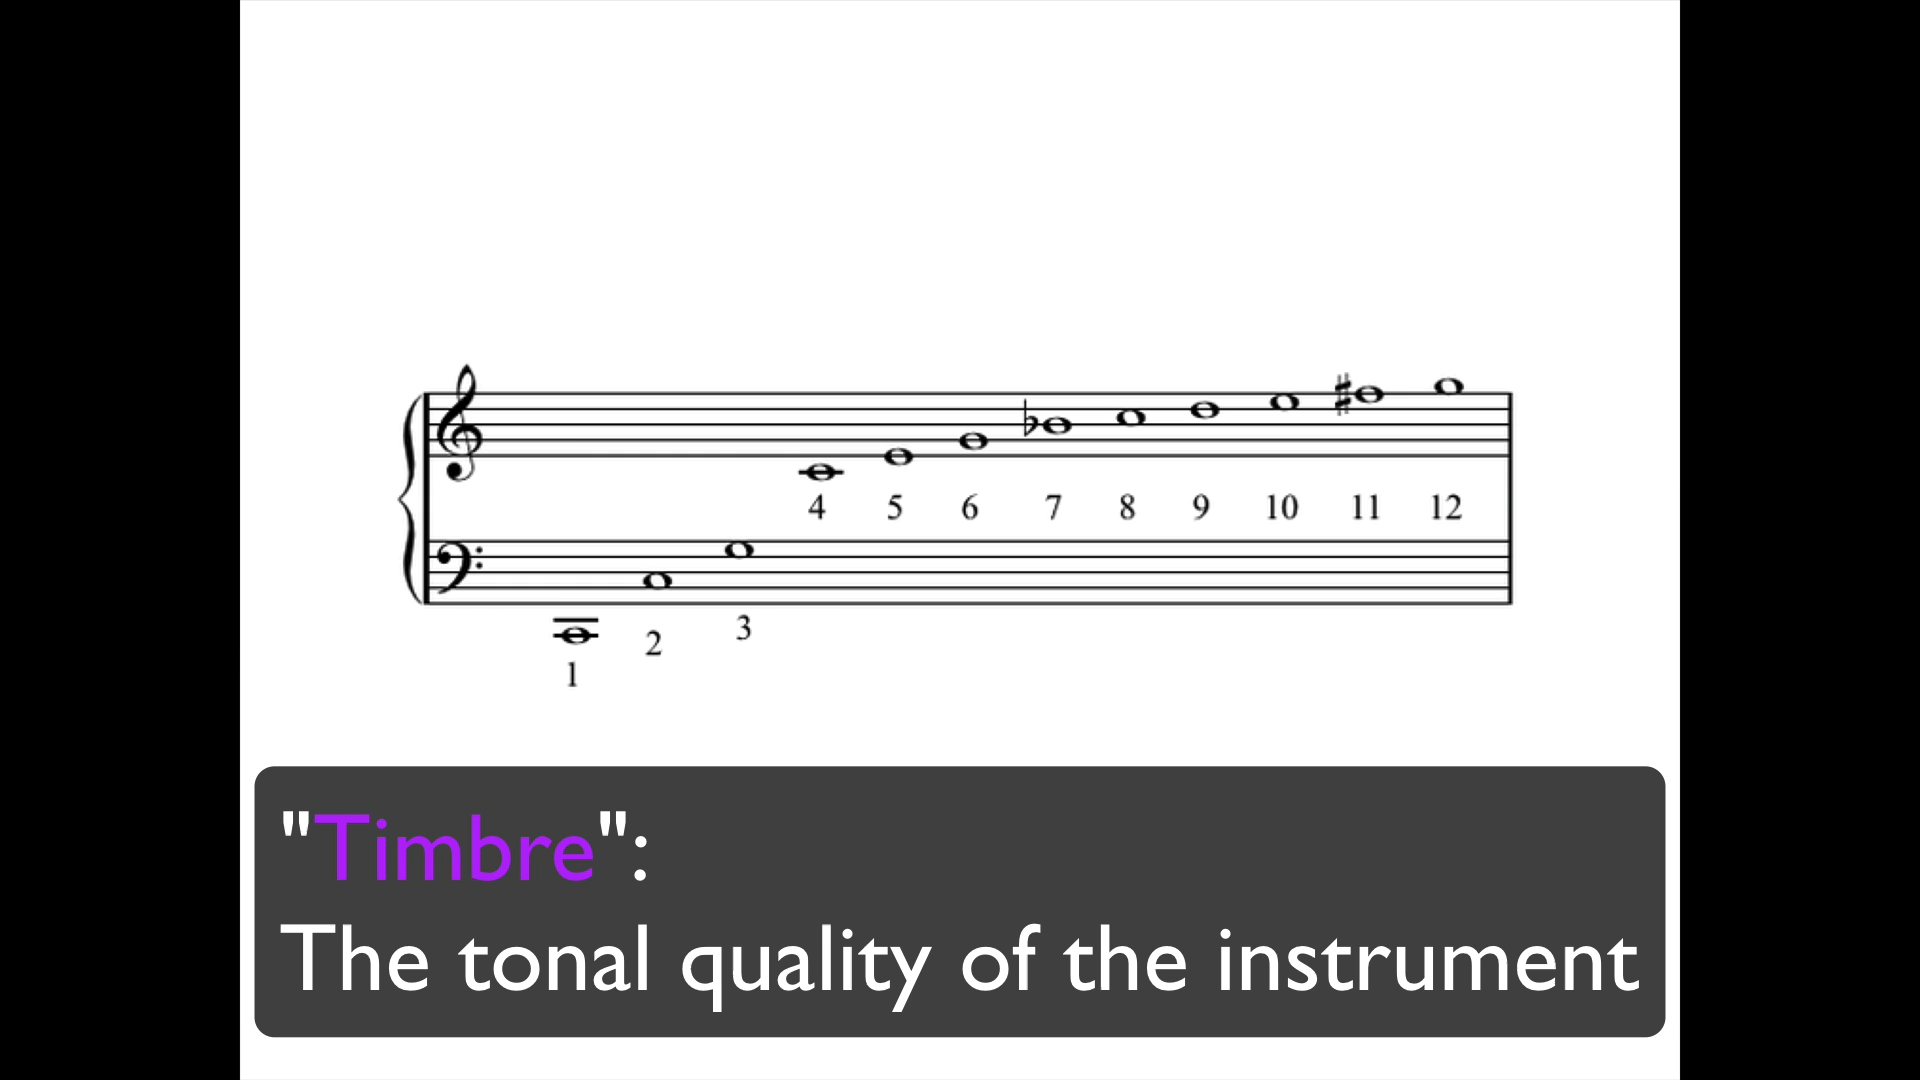 4 5 6 7 8 9 10 11 12
1 2 3
"Timbre":
The tonal quality of the instrument